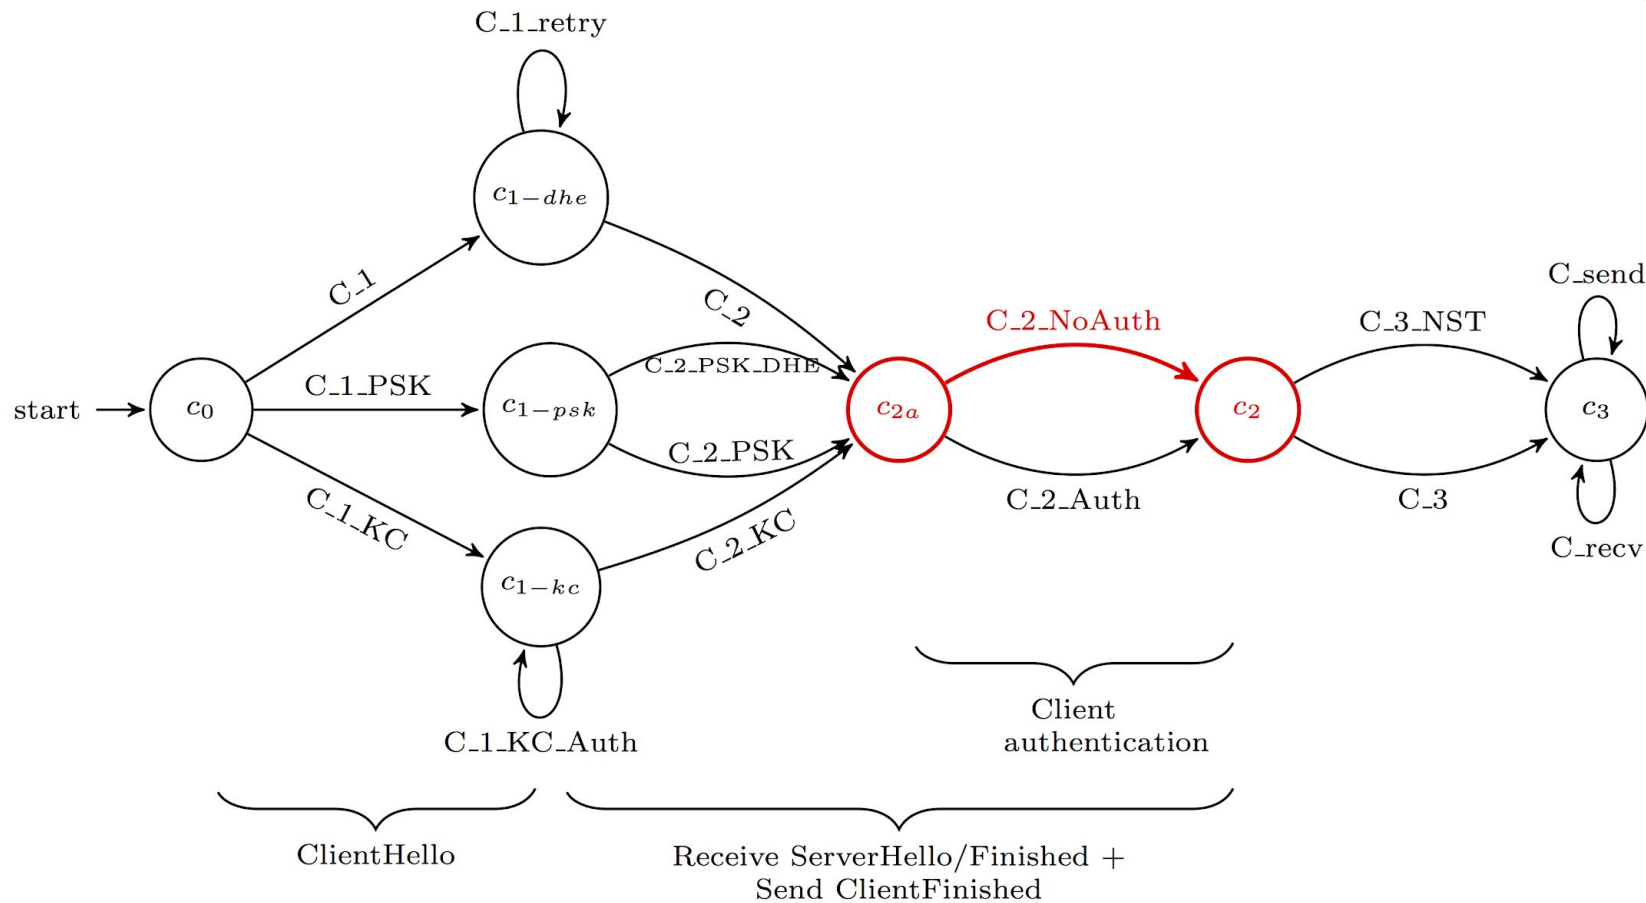 C_1_retry
c1−dhe
C_1
C_2
C_send
C_2_NoAuth
C_3_NST
C_2_PSK_DHE
C_1_PSK
start
c0
c1−psk
c2a
c2
c3
C_2_PSK
C_1_KC
C_2_Auth
C_3
C_2_KC
C_recv
c1−kc
C_1_KC_Auth
Client
authentication
ClientHello
Receive ServerHello/Finished +
Send ClientFinished